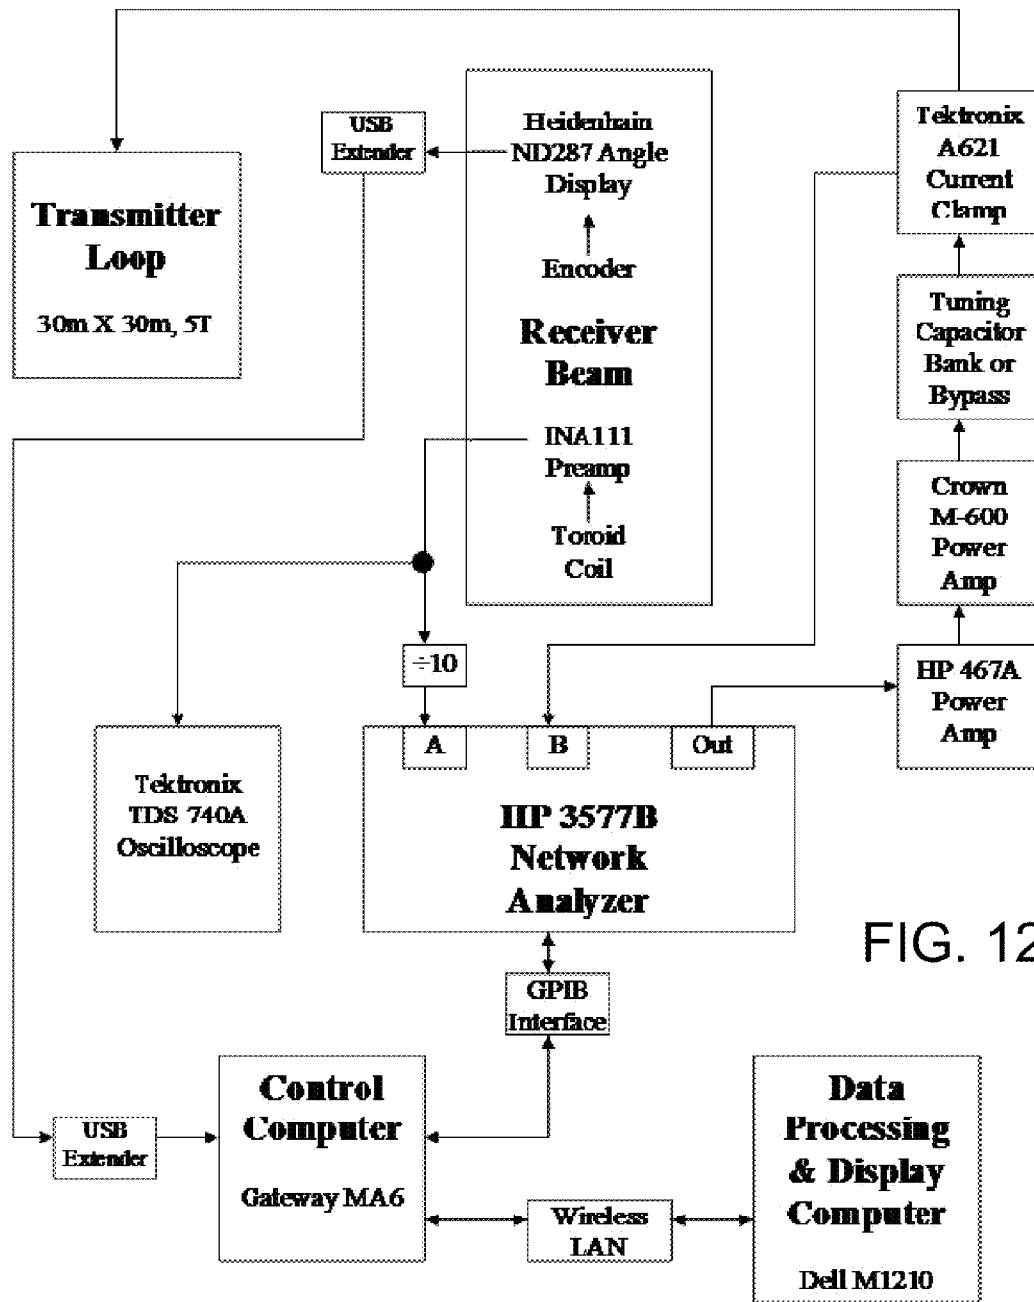 Transmitter
Loop
30m X 30m, 5T
USB
Extender
Heidenhain
ND287 Angle
Display
Encoder
Receiver
Beam
INA111
Preamp
Toroid
Coil
Tektronix
A621
Current
Clamp
Tuning
Capacitor
Bank or
Bypass
Crown
M-600
Power
Amp
HP 467A
Power
Amp
÷10
A
B
Out
HP 3577B
Network
Analyzer
Tektronix
TDS 740A
Oscilloscope
FIG. 12
GPIB
Interface
USB
Extender
Control
Computer
Gateway MA6
Wireless
LAN
Data
Processing
& Display
Computer
Dell M1210